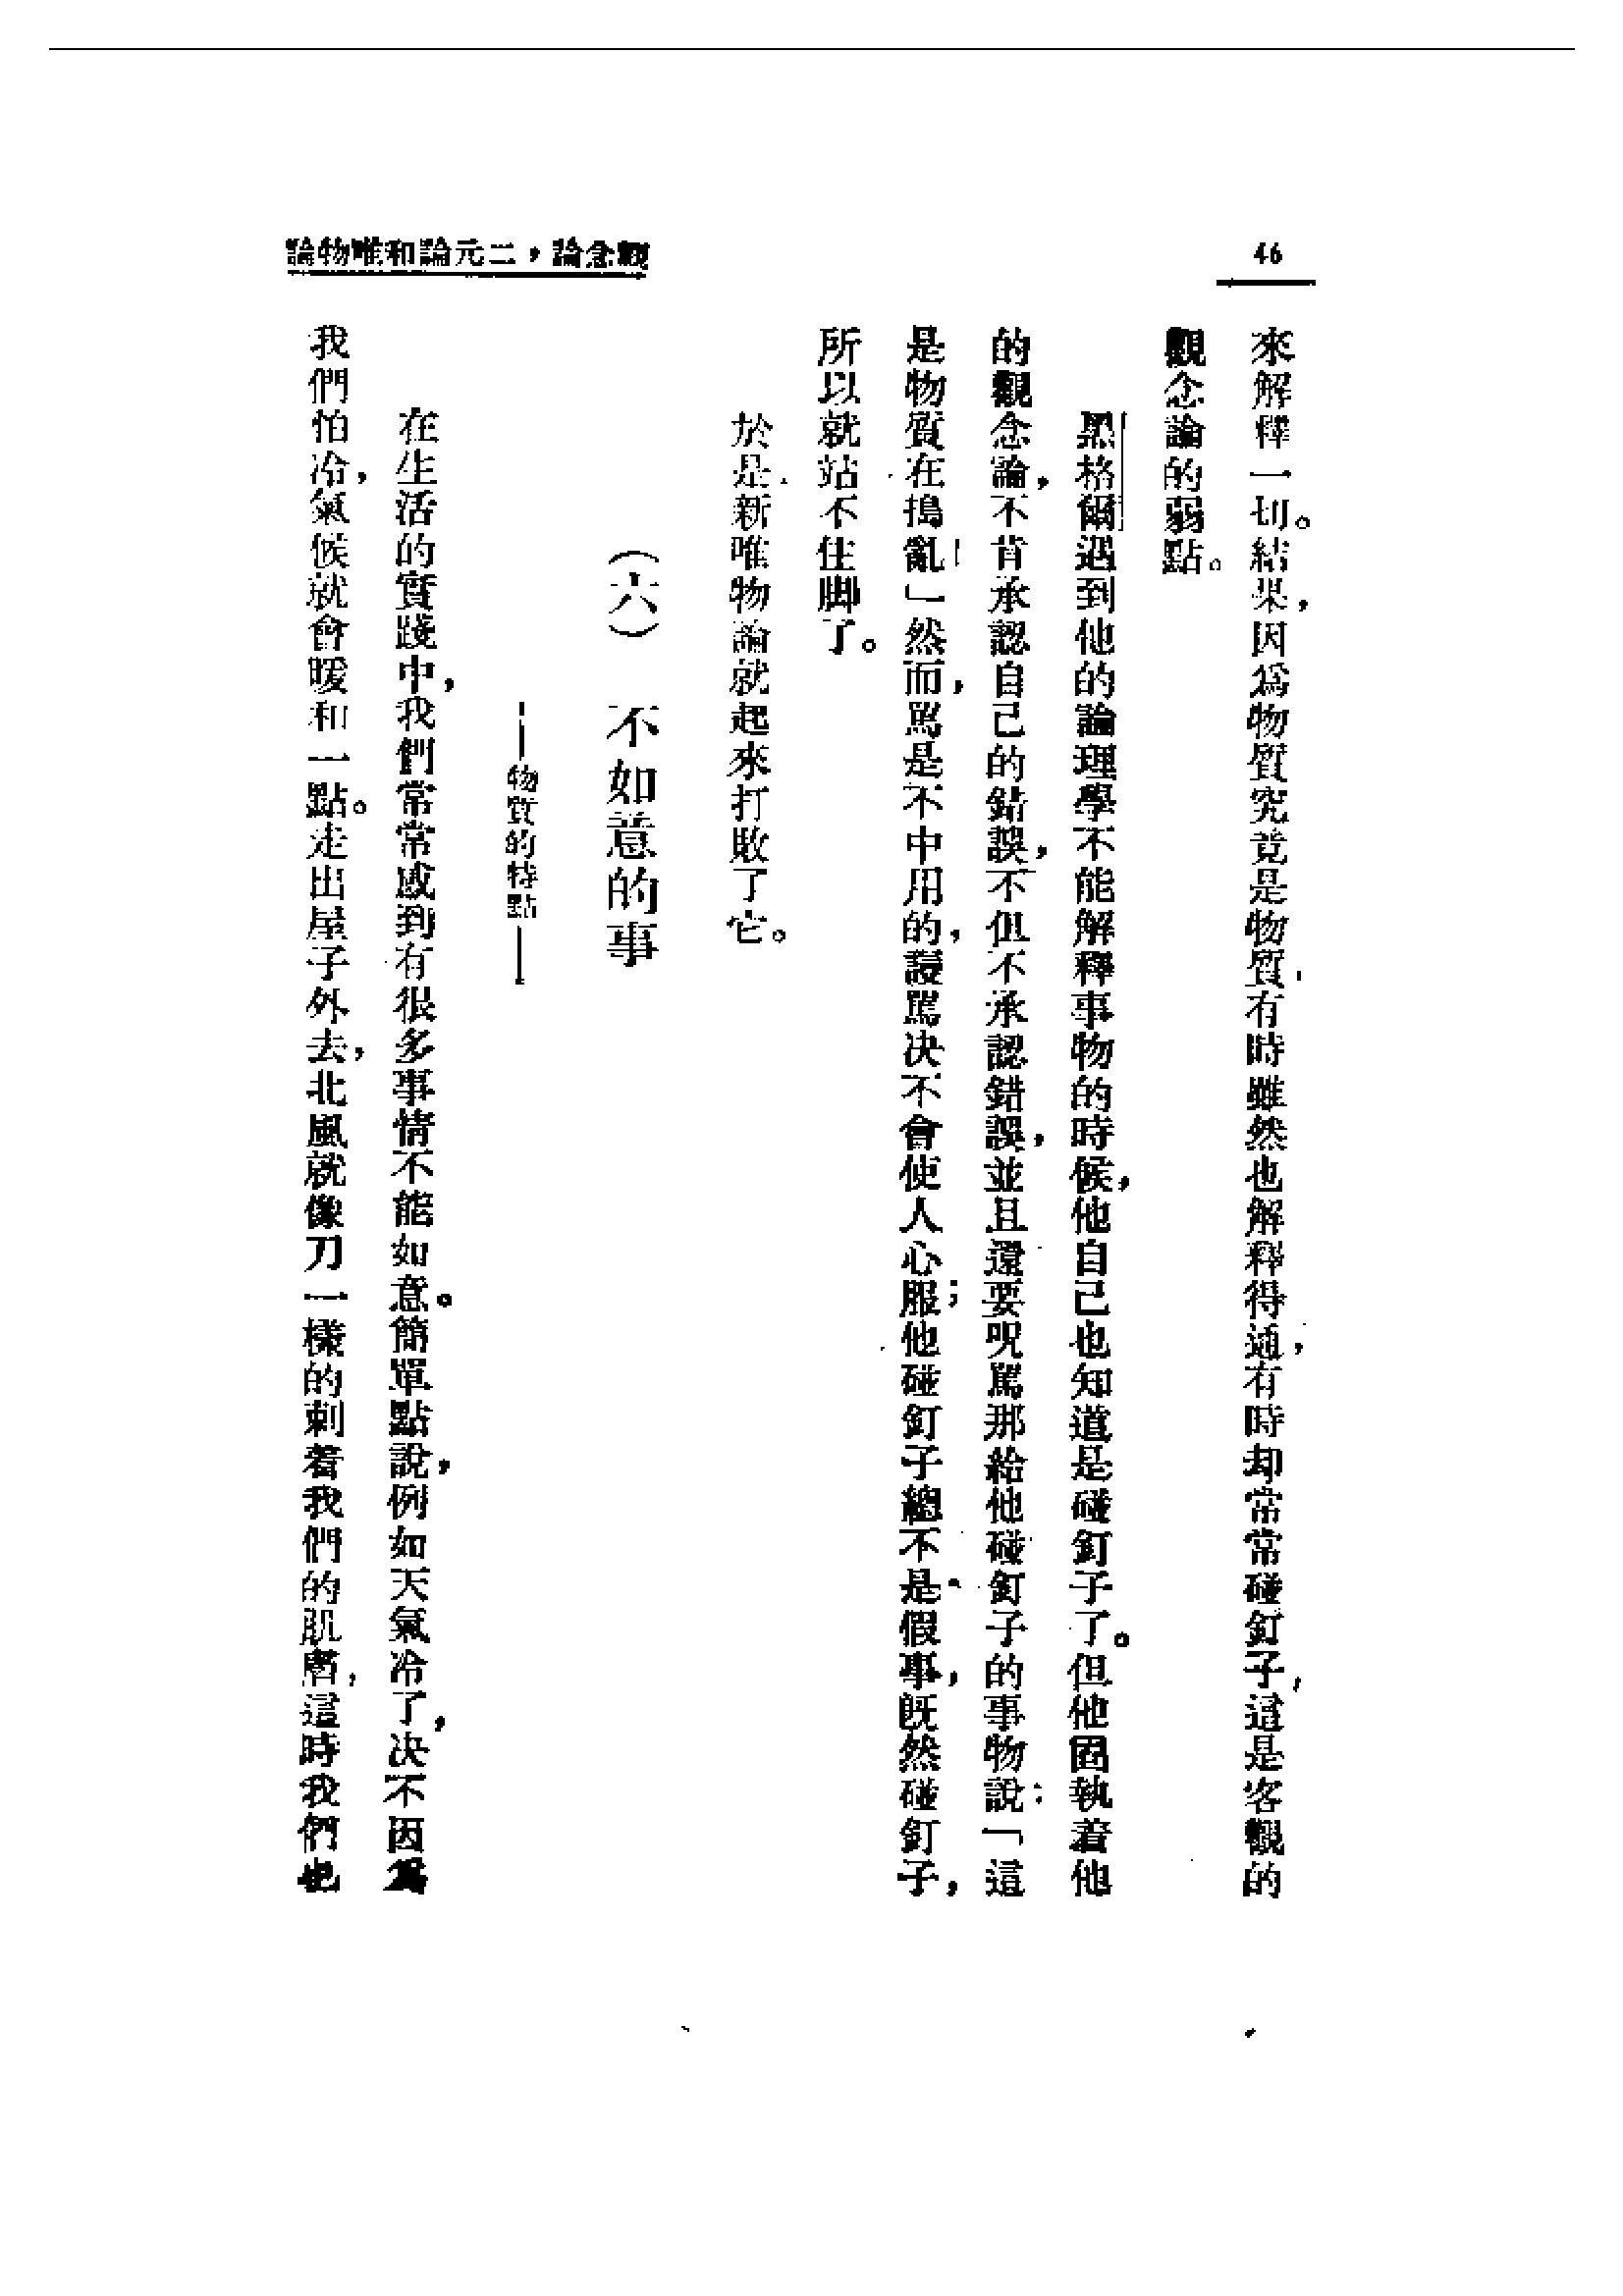 46
觀念論，二元論和唯物論
來解釋一切。結果，因爲物質究竟是物質，有時雖然也解釋得通，有時却常常碰釘子，這是客觀的
觀念論的弱點。
黑格爾遇到他的論理學不能解釋事物的時候，他自己也知道是碰釘子了。但他固執着他
的觀念論，不肯承認自己的錯誤，不但不承認錯誤，並且還要咒駡那給他碰釘子的事物說：「這
是物質在搗亂！」然而，駡是不中用的，謾駡决不會使人心服；他碰釘子總不是假事，旣然碰釘子，
所以就站不住脚了。
於是新唯物論就起來打敗了它。
（六）　不如意的事
——物質的特點——
在生活的實踐中，我們常常感到有很多事情不能如意。簡單點說，例如天氣冷了，决不因爲
我們怕冷，氣候就會暖和一點。走出屋子外去，北風就像刀一樣的刺着我們的肌膚，這時我們也